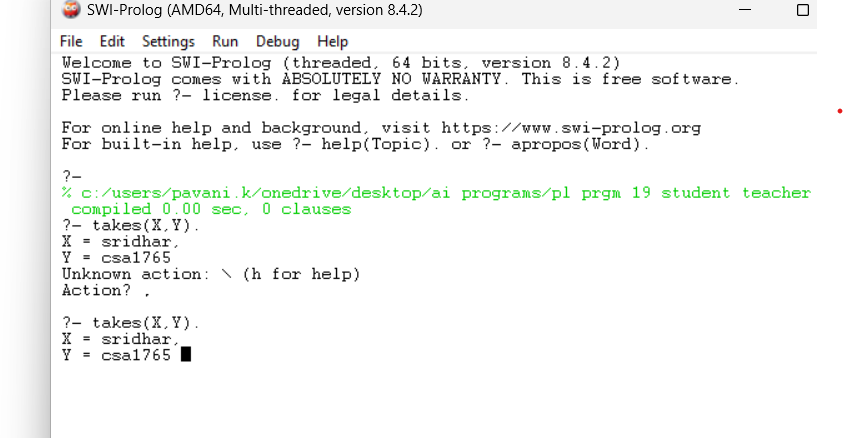 SWI-Prolog (AMD64, Multi-threaded, version 8.4.2)
File Edit Settings Run Debug Help
Welcome to SWI-Prolog (threaded, 64 bits, version 8.4.2)
SWI-Prolog comes with ABSOLUTELY NO WARRANTY. This is free software.
Please run ?- license. for legal details.
For online help and background, visit https://www.swi-prolog.org
For built-in help, use ?- help(Topic). or ?- apropos(Word).
?-
% c:/users/pavani.k/onedrive/desktop/ai programs/pl prgm 19 student teacher
compiled 0.00 sec, 0 clauses
?- takes(X,Y).
X = sridhar,
Y = csa1765
Unknown action: \ (h for help)
Action? ,
?- takes(X,Y).
X = sridhar,
Y = csa1765